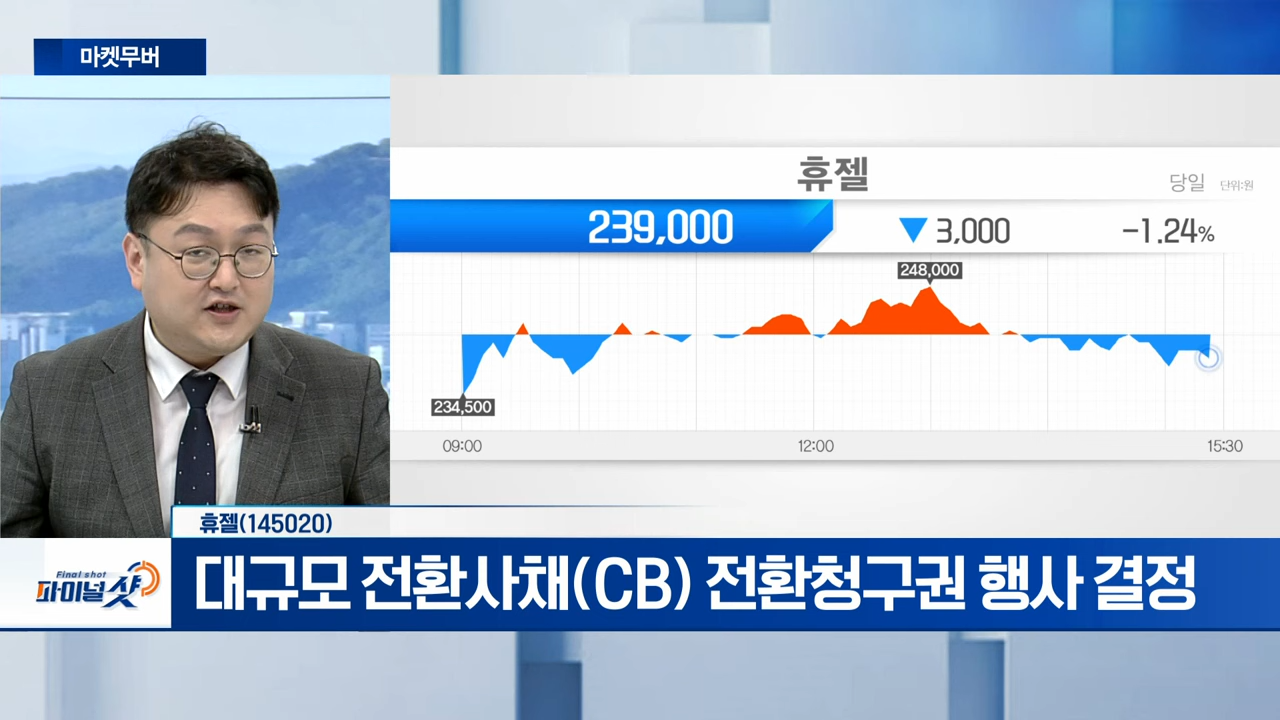 마켓무버
휴젤
당일 단위:원
239,000 ▼ 3,000 -1.24%
248,000
234,500
09:00 12:00 15:30
휴젤(145020)
Final shot
파이널샷
대규모 전환사채(CB) 전환청구권 행사 결정